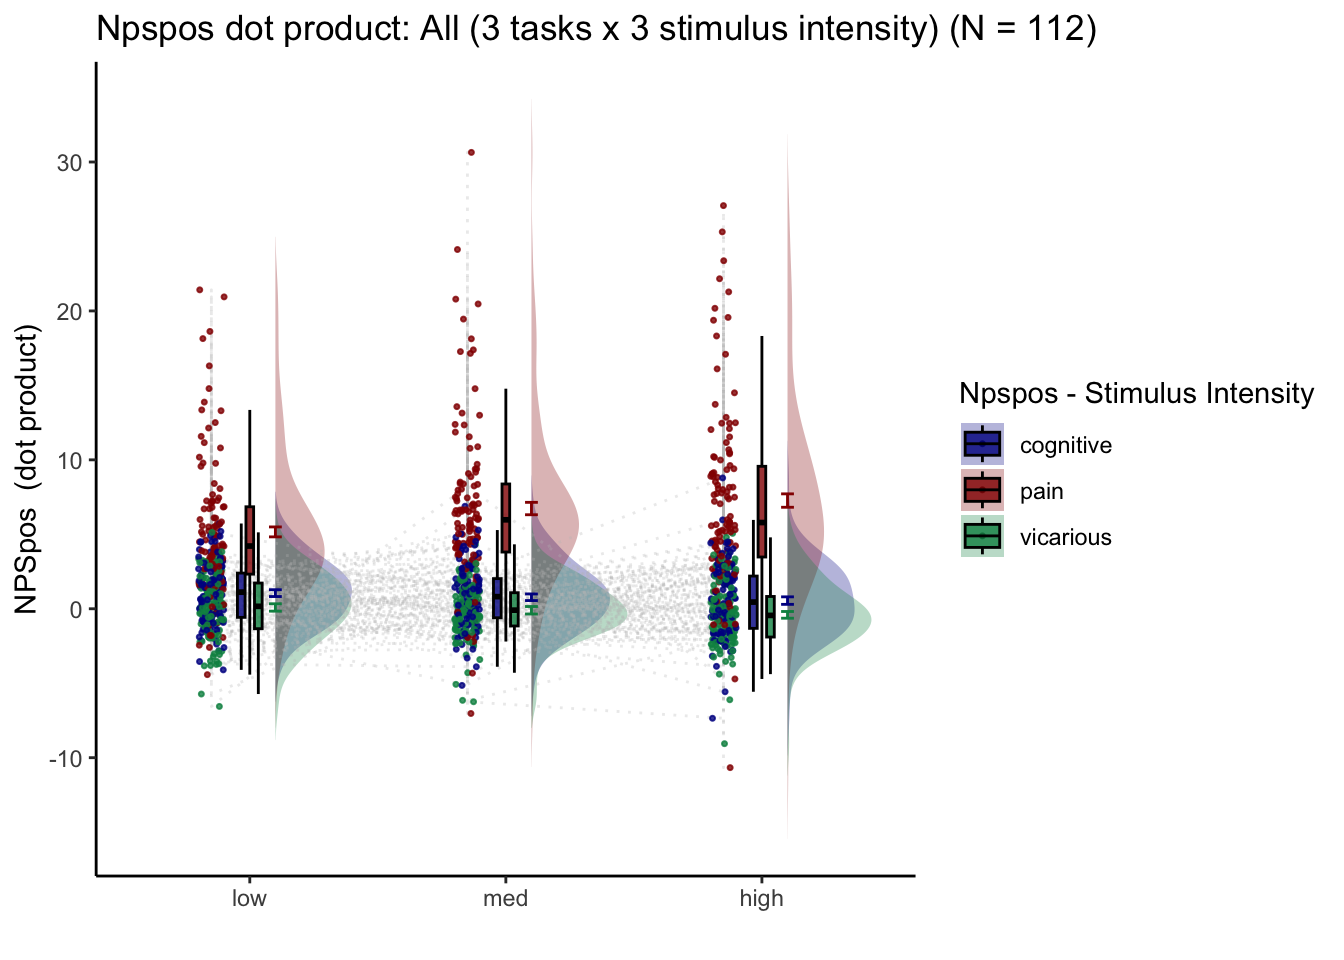 Npspos dot product: All (3 tasks x 3 stimulus intensity) (N = 112)
NPSpos (dot product)
30
20
10
0
-10
low
med
high
Npspos - Stimulus Intensity
cognitive
pain
vicarious